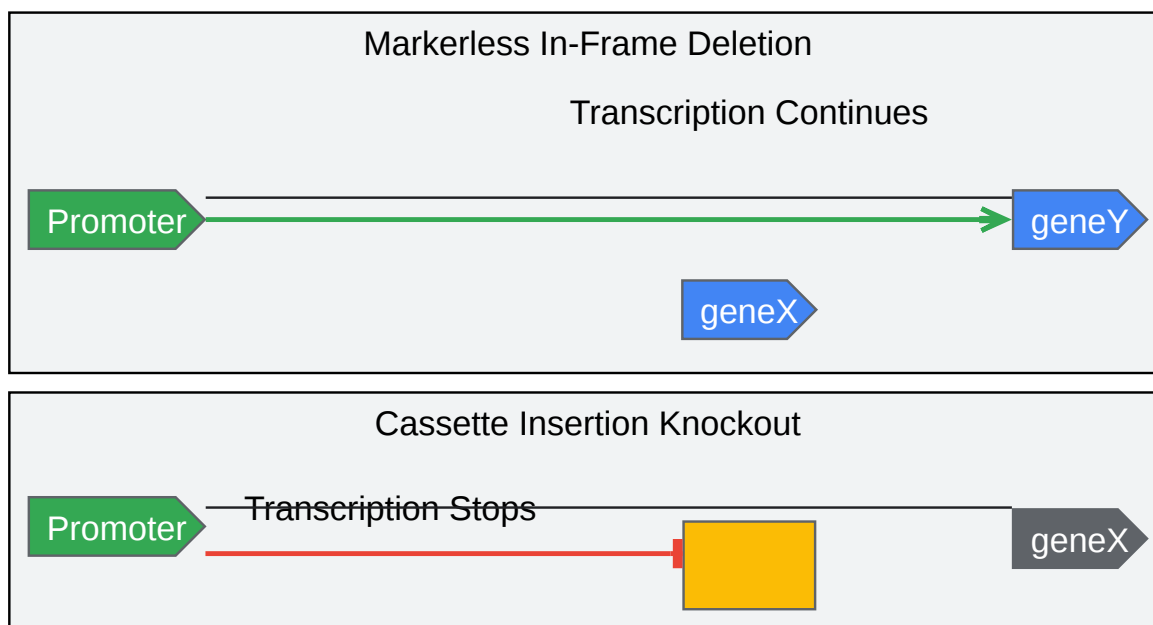 Markerless In-Frame Deletion
Transcription Continues
Promoter
geneY
geneX
Cassette Insertion Knockout
Transcription Stops
Promoter
geneX